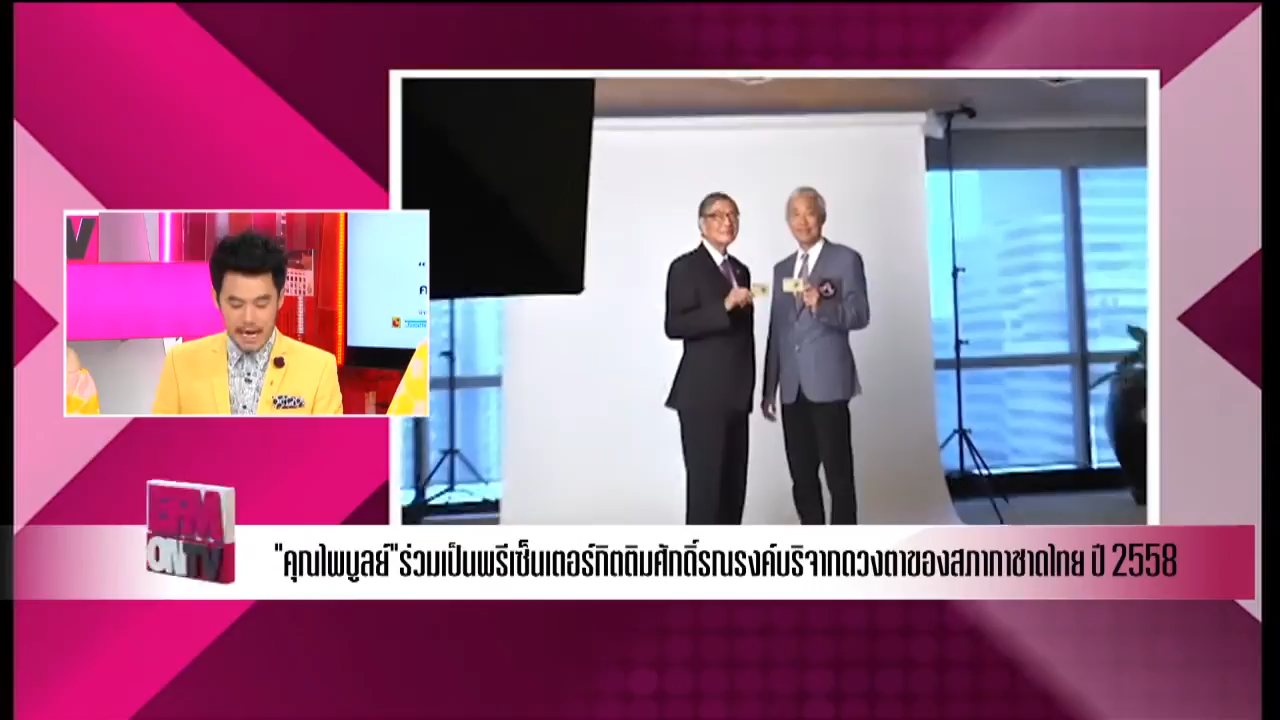 V
EFM
ON TV
"คุณไพบูลย์"ร่วมเป็นพรีเซ็นเตอร์กิตติมศักดิ์รณรงค์บริจาคดวงตาของสภากาชาดไทย ปี 2558